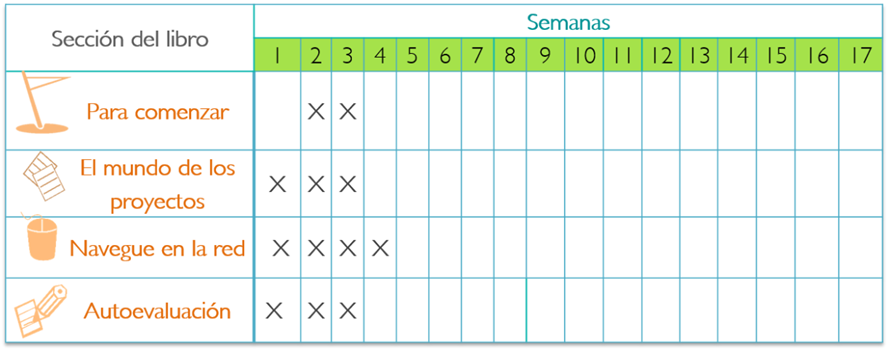 Sección del libro
Semanas
1 2 3 4 5 6 7 8 9 10 11 12 13 14 15 16 17
Para comenzar X X
El mundo de los
proyectos X X X
Navegue en la red X X X X
Autoevaluación X X X